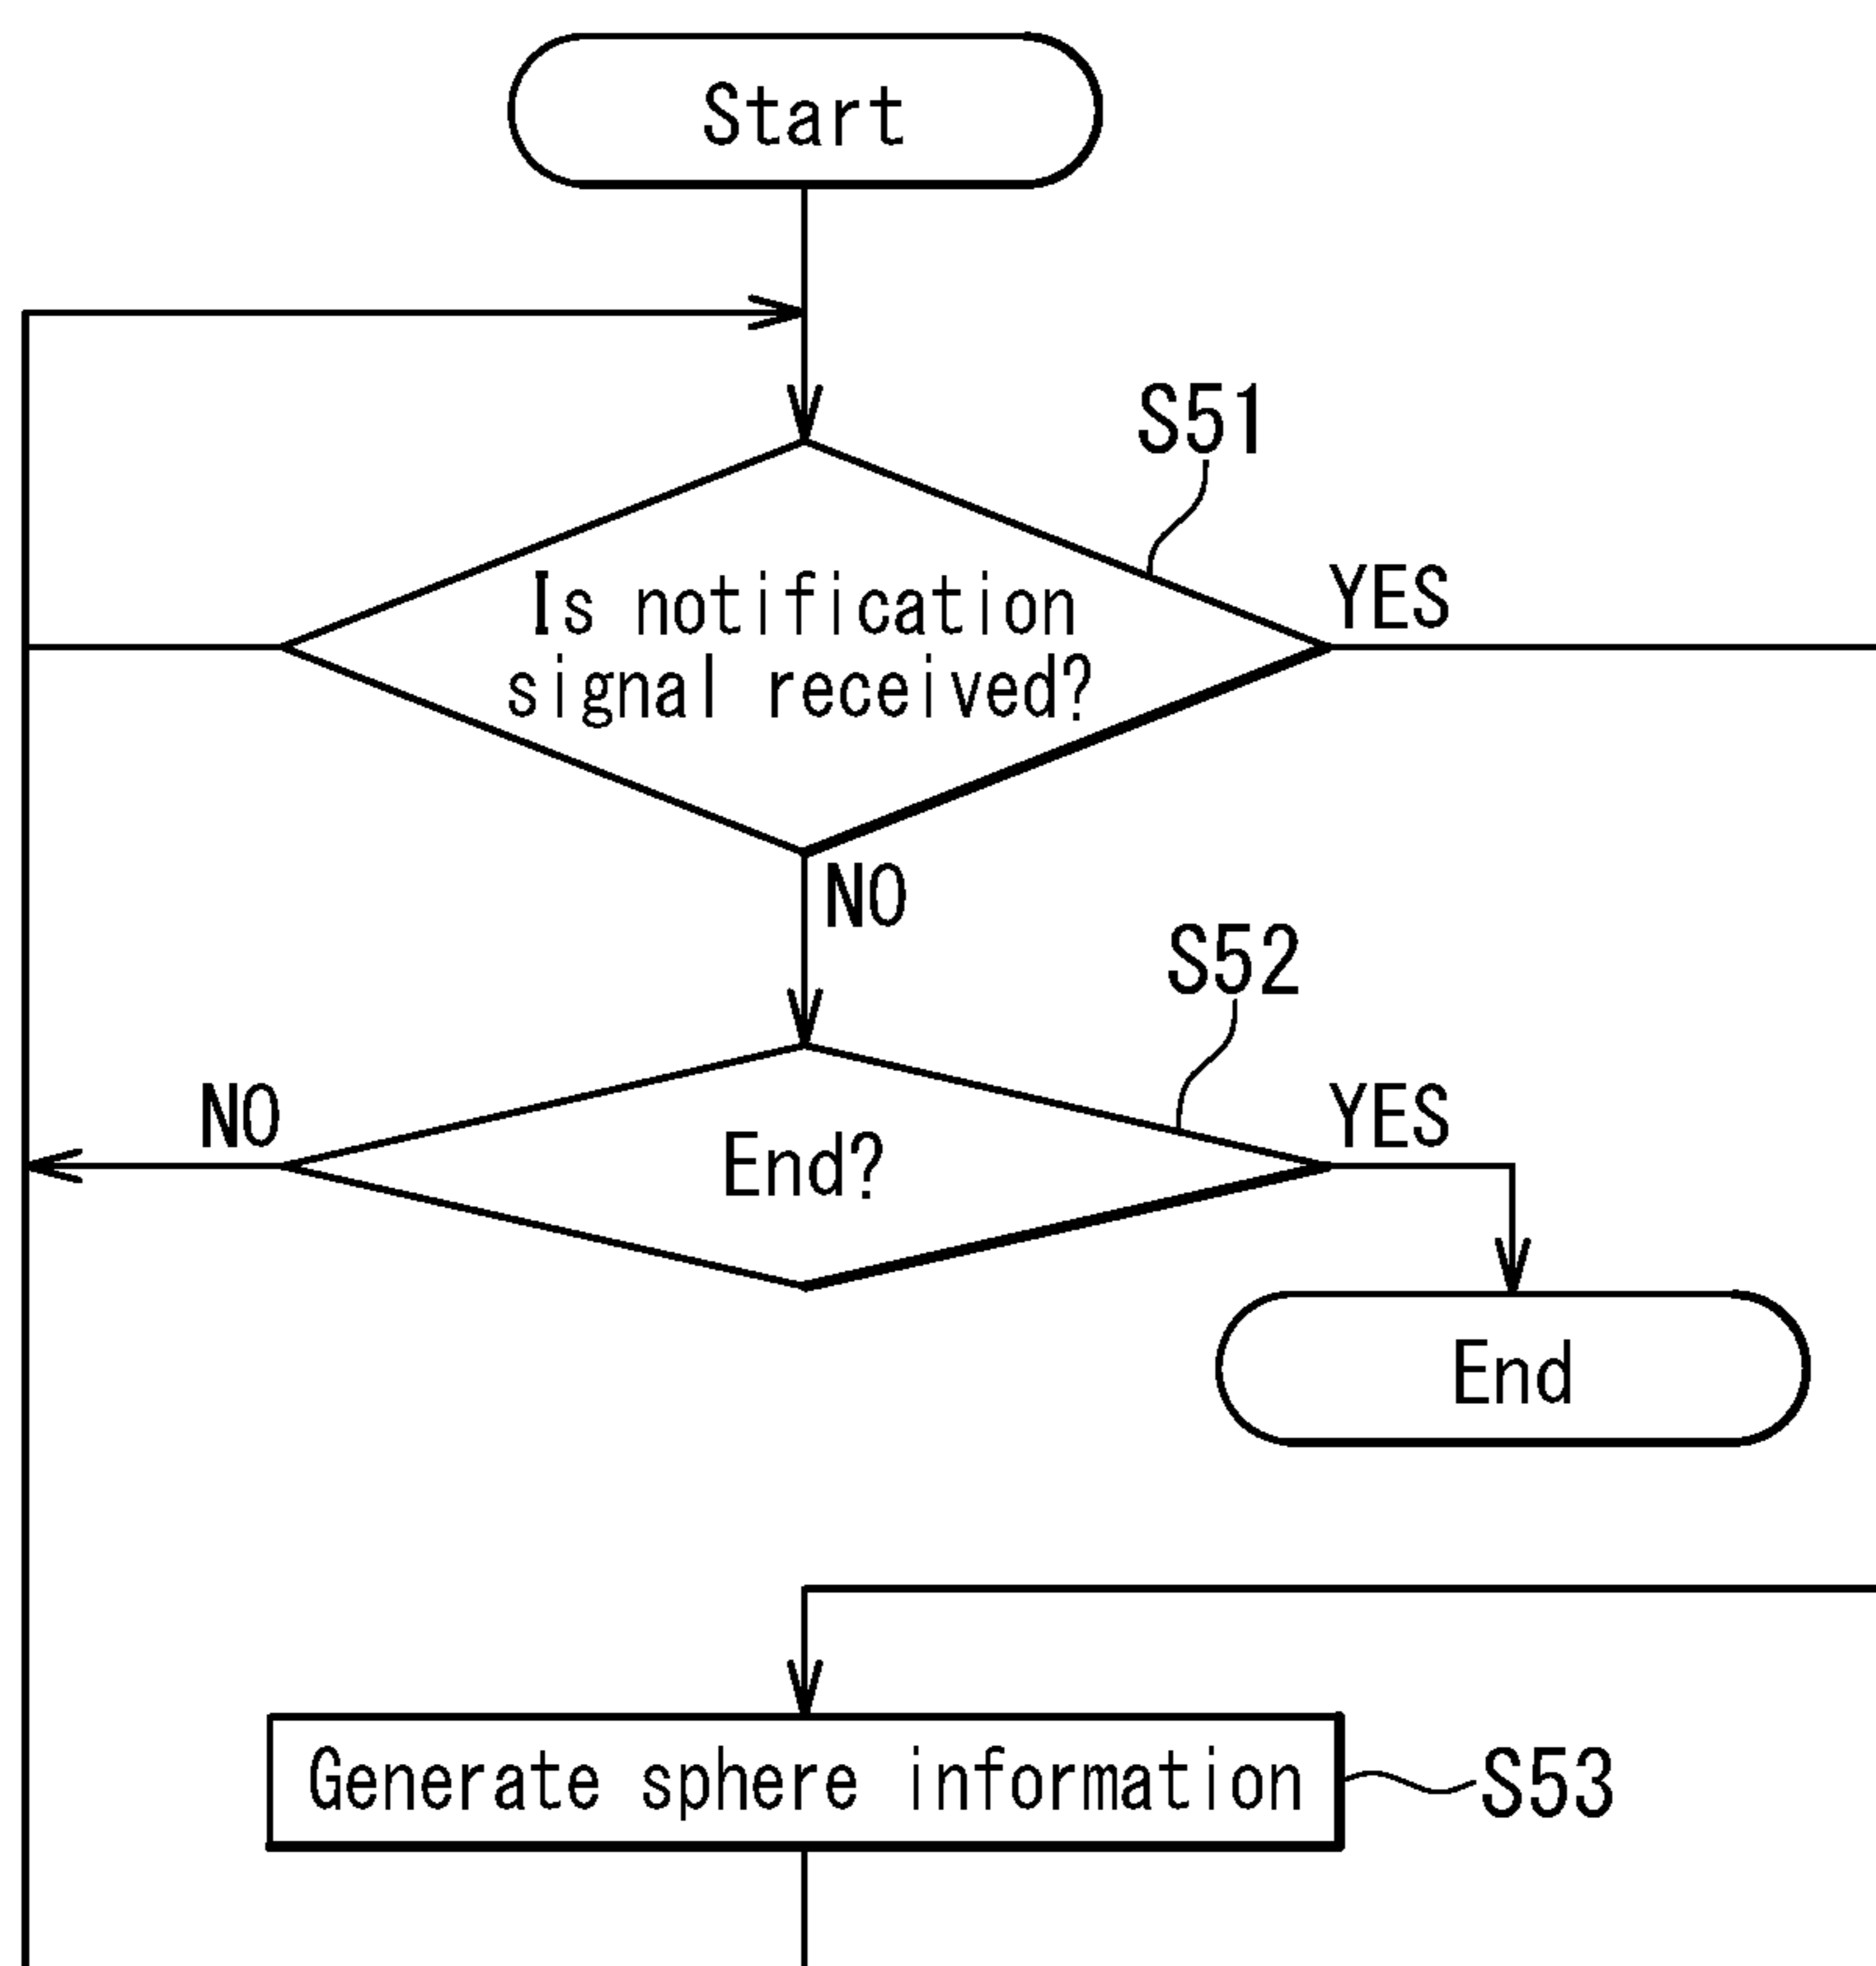 Start
S51
Is notification
signal received?
YES
NO
S52
NO
End?
YES
End
Generate sphere information
S53